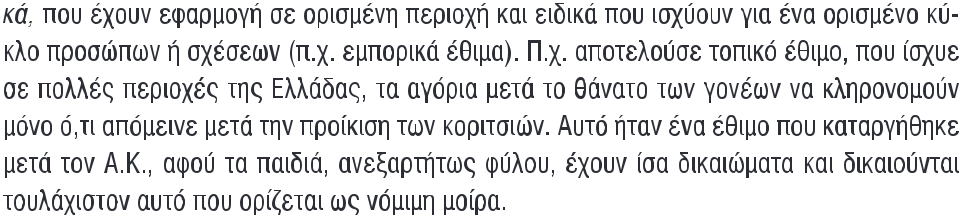 κά, που έχουν εφαρμογή σε ορισμένη περιοχή και ειδικά που ισχύουν για ένα ορισμένο κύ-
κλο προσώπων ή σχέσεων (π.χ. εμπορικά έθιμα). Π.χ. αποτελούσε τοπικό έθιμο, που ίσχυε
σε πολλές περιοχές της Ελλάδας, τα αγόρια μετά το θάνατο των γονέων να κληρονομούν
μόνο ό,τι απόμεινε μετά την προίκιση των κοριτσιών. Αυτό ήταν ένα έθιμο που καταργήθηκε
μετά τον Α.Κ., αφού τα παιδιά, ανεξαρτήτως φύλου, έχουν ίσα δικαιώματα και δικαιούνται
τουλάχιστον αυτό που ορίζεται ως νόμιμη μοίρα.